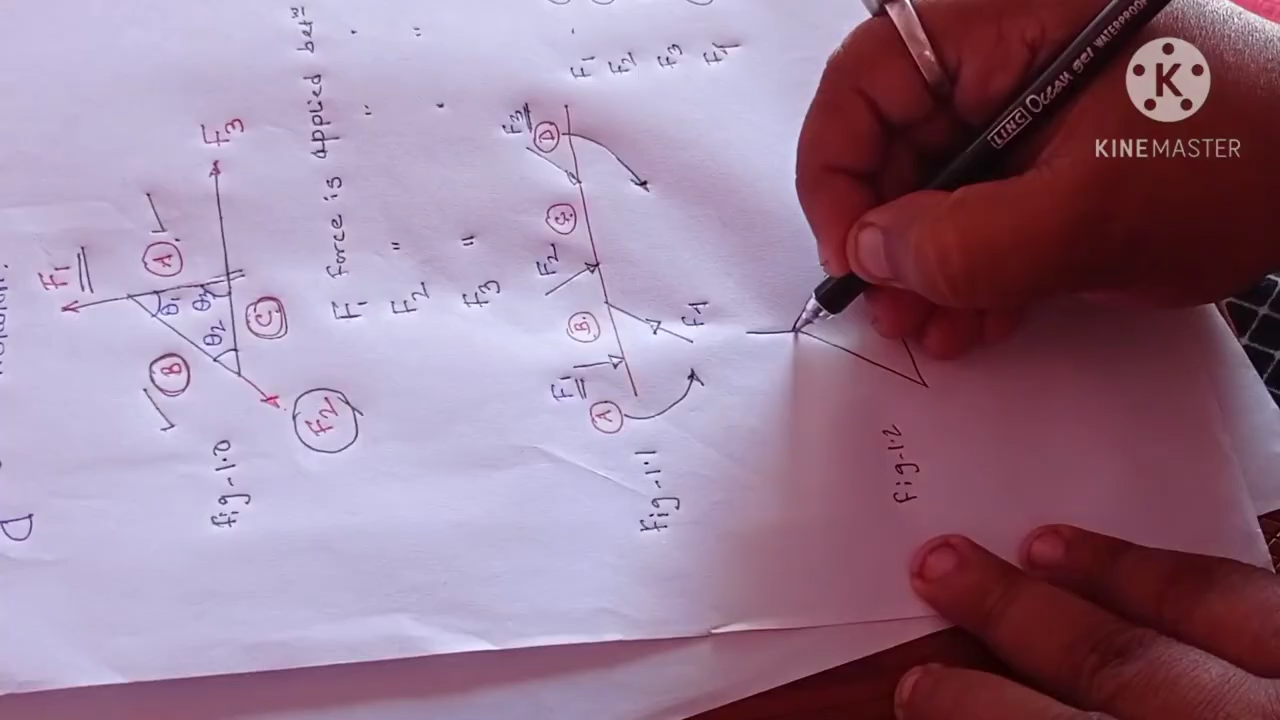 F1
A
F3
B
θ1
θ2
C
F2
fig-1.0
F1 force is applied betw
F2 " "
F3 " "
F3
D
C
F2
B
F1
A
F4
fig-1.1
F1
F2
F3
F4
fig-1.2
LINC Ocean gel WATERPROOF
K
KINEMASTER